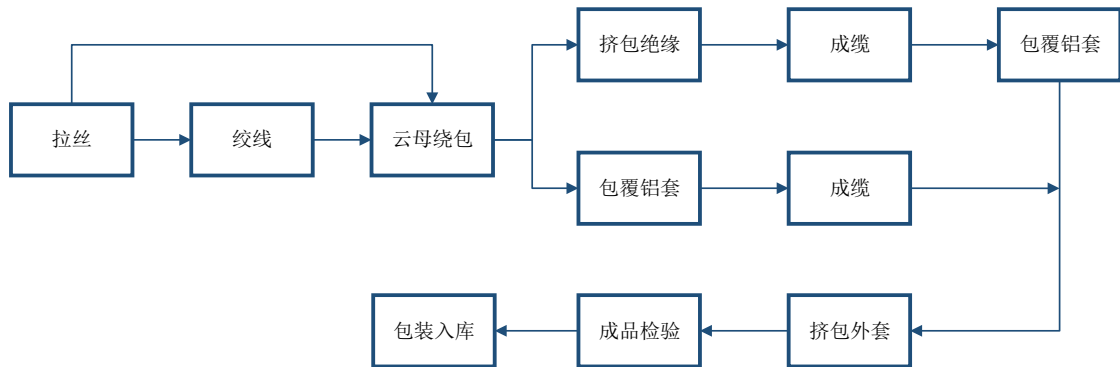 挤包绝缘
成缆
包覆铝套
拉丝
绞线
云母绕包
包覆铝套
成缆
包装入库
成品检验
挤包外套